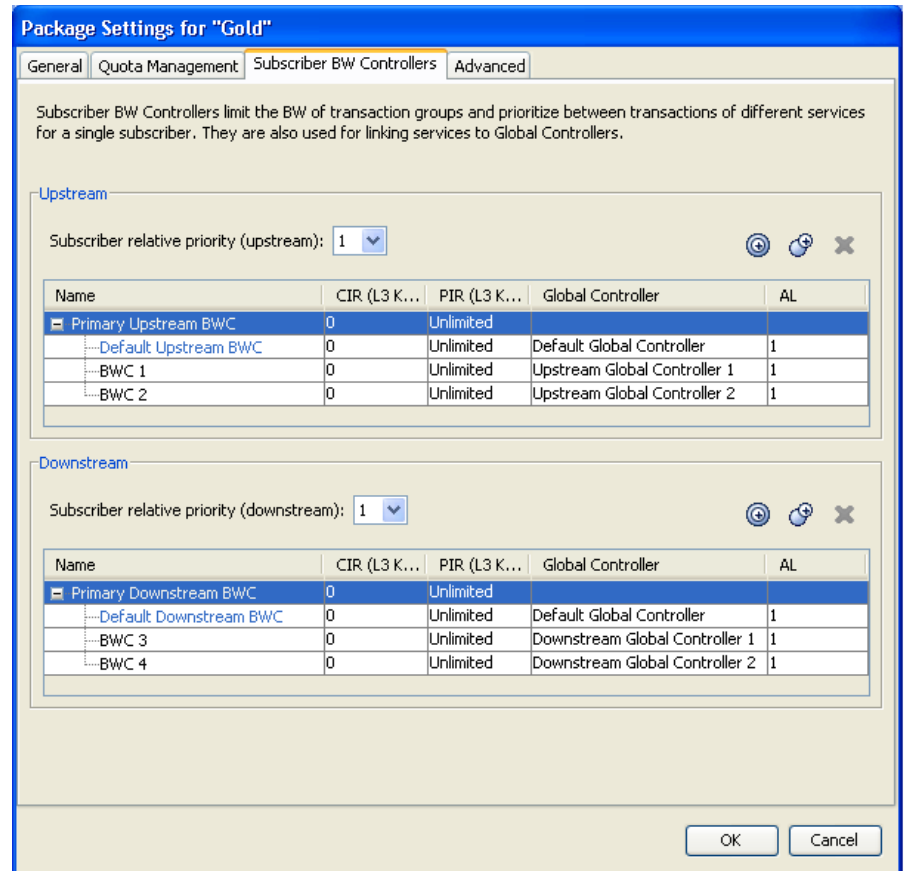 Package Settings for "Gold"
General Quota Management Subscriber BW Controllers Advanced
Subscriber BW Controllers limit the BW of transaction groups and prioritize between transactions of different services
for a single subscriber. They are also used for linking services to Global Controllers.
Upstream
Subscriber relative priority (upstream): 1
Name CIR (L3 K... PIR (L3 K... Global Controller AL
Primary Upstream BWC 0 Unlimited
Default Upstream BWC 0 Unlimited Default Global Controller 1
BWC 1 0 Unlimited Upstream Global Controller 1 1
BWC 2 0 Unlimited Upstream Global Controller 2 1
Downstream
Subscriber relative priority (downstream): 1
Name CIR (L3 K... PIR (L3 K... Global Controller AL
Primary Downstream BWC 0 Unlimited
Default Downstream BWC 0 Unlimited Default Global Controller 1
BWC 3 0 Unlimited Downstream Global Controller 1 1
BWC 4 0 Unlimited Downstream Global Controller 2 1
OK Cancel